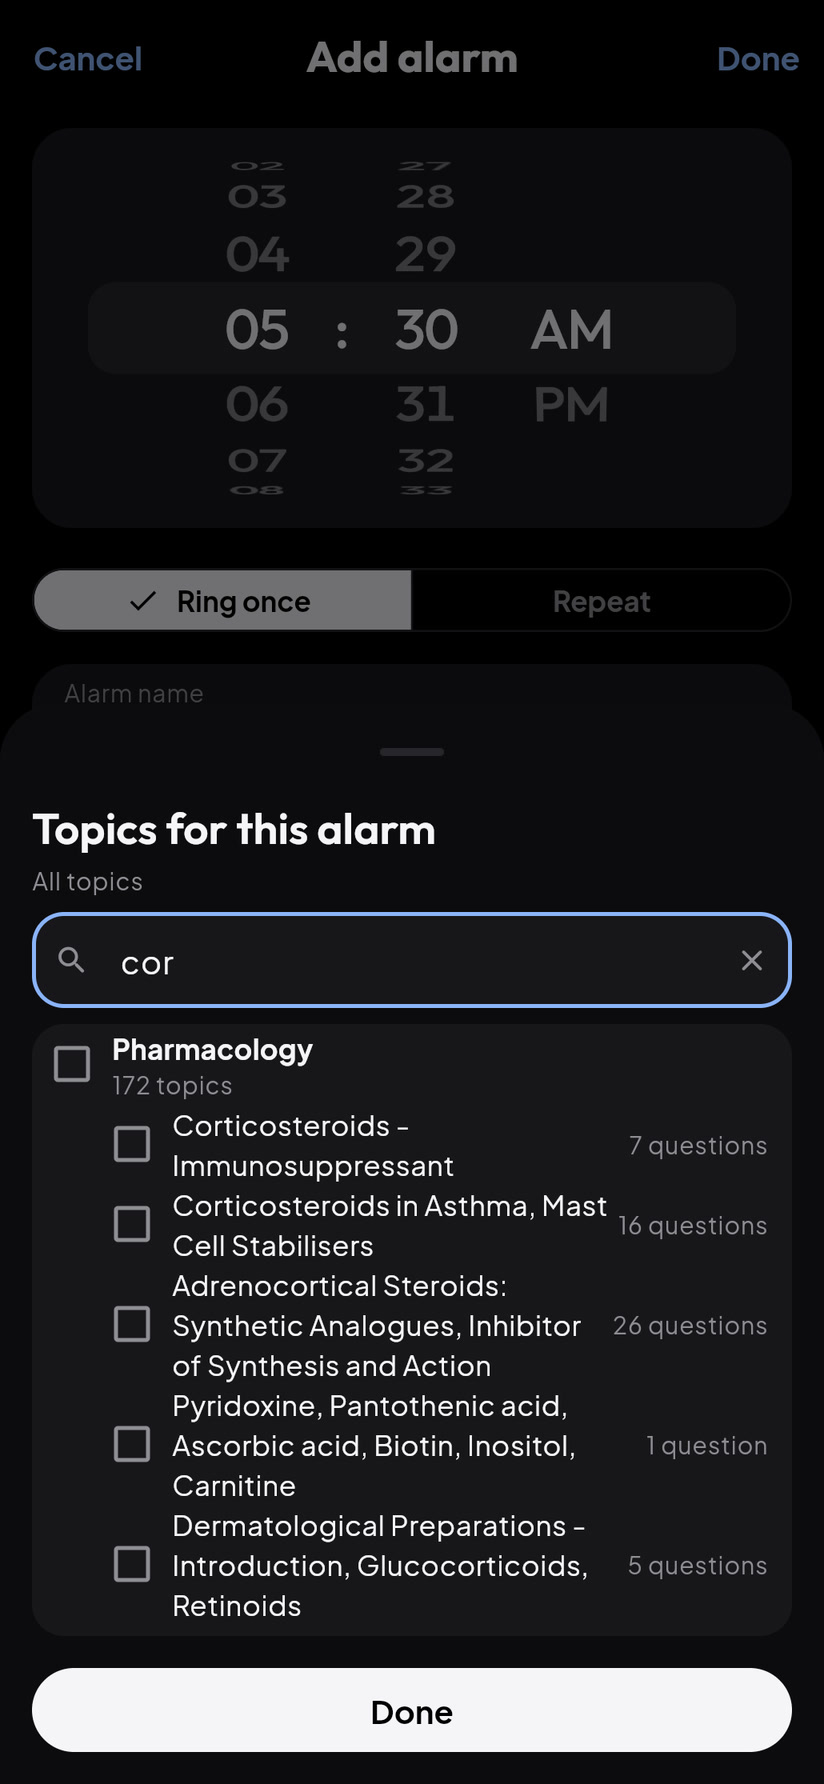 Cancel
Add alarm
Done
02 27
03 28
04 29
05 : 30 AM
06 31 PM
07 32
08 33
Ring once
Repeat
Alarm name
Topics for this alarm
All topics
cor
Pharmacology
172 topics
Corticosteroids -
Immunosuppressant
7 questions
Corticosteroids in Asthma, Mast
Cell Stabilisers
16 questions
Adrenocortical Steroids:
Synthetic Analogues, Inhibitor
of Synthesis and Action
26 questions
Pyridoxine, Pantothenic acid,
Ascorbic acid, Biotin, Inositol,
Carnitine
1 question
Dermatological Preparations -
Introduction, Glucocorticoids,
Retinoids
5 questions
Done